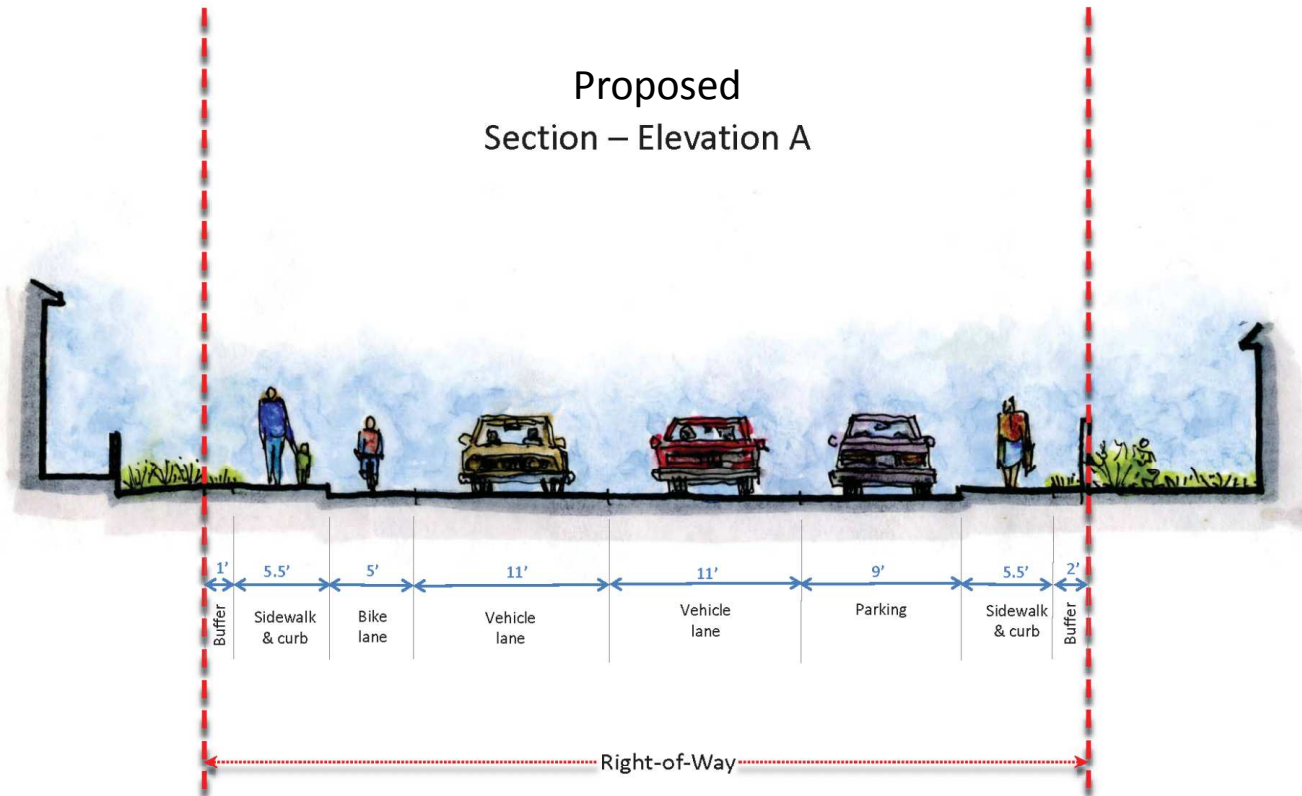 Proposed
Section – Elevation A
1’ 5.5’ 5’ 11’ 11’ 9’ 5.5’ 2’
Buffer
Sidewalk
& curb
Bike
lane
Vehicle
lane
Vehicle
lane
Parking
Sidewalk
& curb
Buffer
Right-of-Way